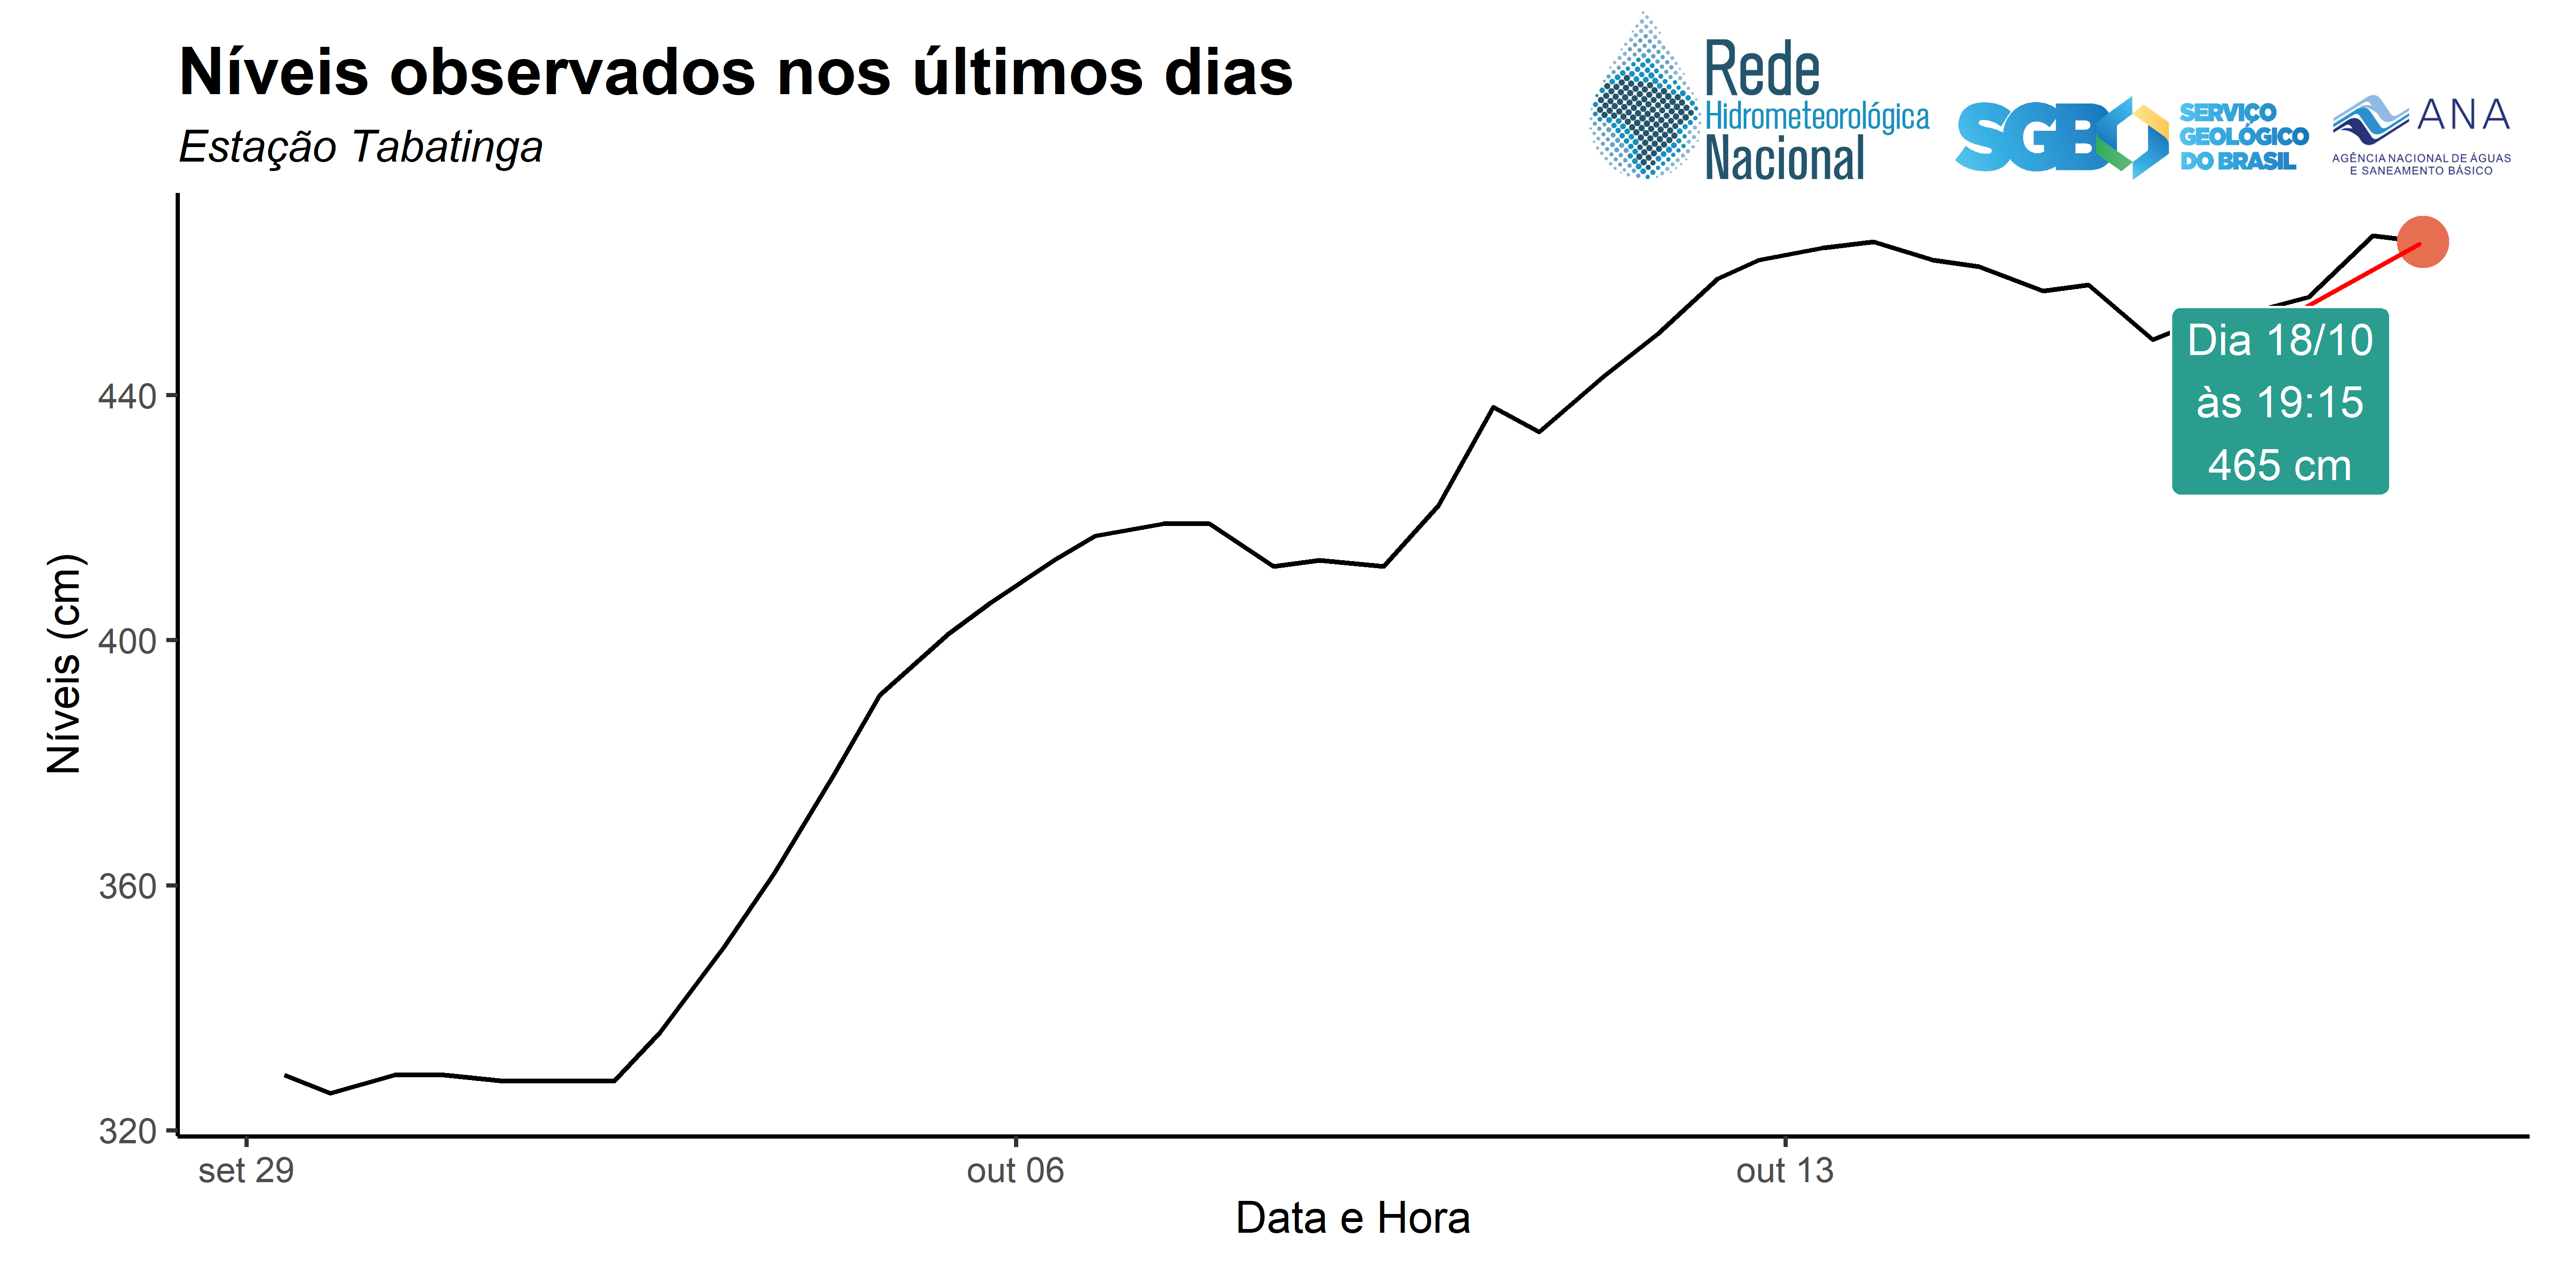 Níveis observados nos últimos dias
Estação Tabatinga
Rede
Hidrometeorológica
Nacional
SGB
SERVIÇO
GEOLÓGICO
DO BRASIL
ANA
AGÊNCIA NACIONAL DE ÁGUAS
E SANEAMENTO BÁSICO
Níveis (cm)
440
400
360
320
Dia 18/10
às 19:15
465 cm
set 29
out 06
out 13
Data e Hora